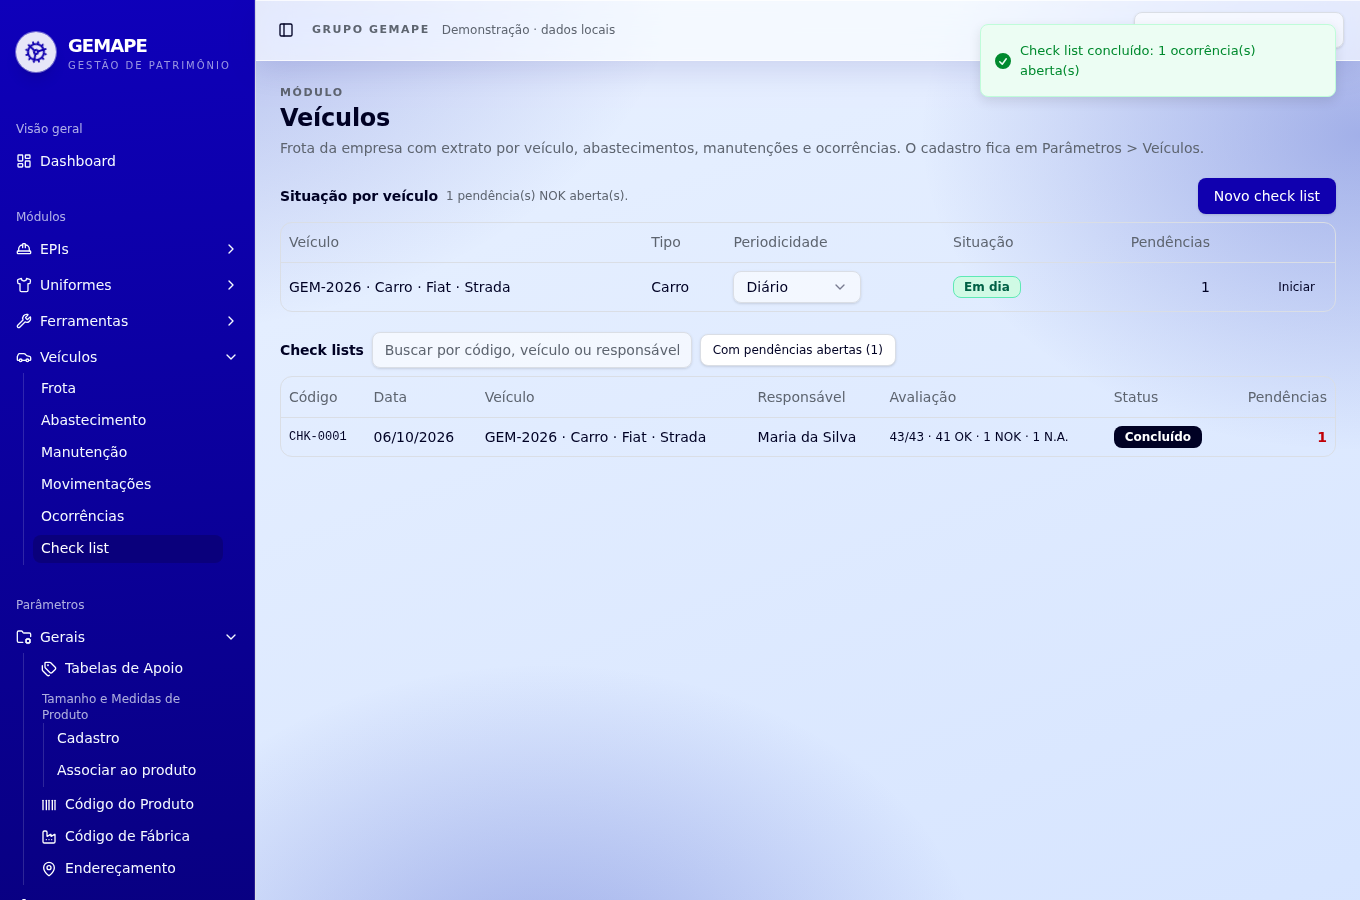 GEMAPE
GESTÃO DE PATRIMÔNIO
Visão geral
Dashboard
Módulos
EPIs
Uniformes
Ferramentas
Veículos
Frota
Abastecimento
Manutenção
Movimentações
Ocorrências
Check list
Parâmetros
Gerais
Tabelas de Apoio
Tamanho e Medidas de
Produto
Cadastro
Associar ao produto
Código do Produto
Código de Fábrica
Endereçamento
GRUPO GEMAPE Demonstração · dados locais
Check list concluído: 1 ocorrência(s)
aberta(s)
MÓDULO
Veículos
Frota da empresa com extrato por veículo, abastecimentos, manutenções e ocorrências. O cadastro fica em Parâmetros > Veículos.
Situação por veículo 1 pendência(s) NOK aberta(s). Novo check list
Veículo Tipo Periodicidade Situação Pendências
GEM-2026 · Carro · Fiat · Strada Carro Diário Em dia 1 Iniciar
Check lists Buscar por código, veículo ou responsável Com pendências abertas (1)
Código Data Veículo Responsável Avaliação Status Pendências
CHK-0001 06/10/2026 GEM-2026 · Carro · Fiat · Strada Maria da Silva 43/43 · 41 OK · 1 NOK · 1 N.A. Concluído 1